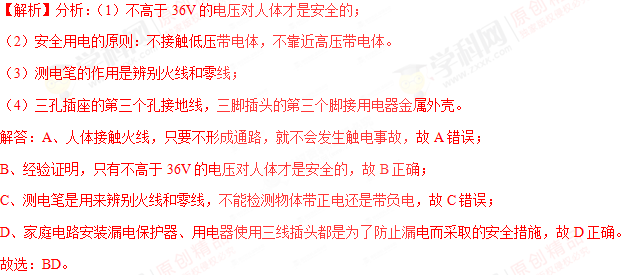 【解析】分析：（1）不高于 36V 的电压对人体才是安全的；
（2）安全用电的原则：不接触低压带电体，不靠近高压带电体。
（3）测电笔的作用是辨别火线和零线；
（4）三孔插座的第三个孔接地线，三脚插头的第三个脚接用电器金属外壳。
解答：A、人体接触火线，只要不形成通路，就不会发生触电事故，故 A 错误；
B、经验证明，只有不高于 36V 的电压对人体才是安全的，故 B 正确；
C、测电笔是用来辨别火线和零线，不能检测物体带正电还是带负电，故 C 错误；
D、家庭电路安装漏电保护器、用电器使用三线插头都是为了防止漏电而采取的安全措施，故 D 正确。
故选：BD。